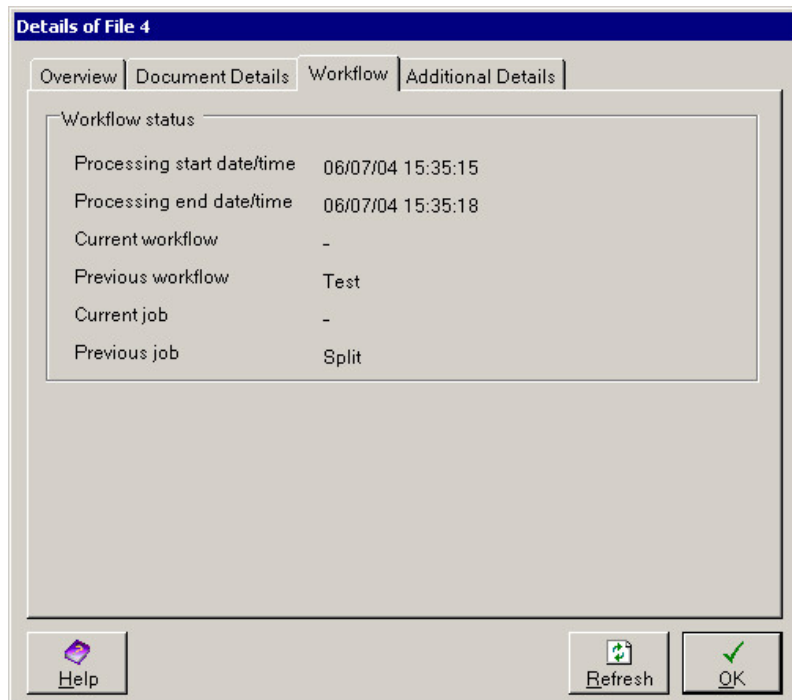 Details of File 4
Overview Document Details Workflow Additional Details
Workflow status
Processing start date/time 06/07/04 15:35:15
Processing end date/time 06/07/04 15:35:18
Current workflow -
Previous workflow Test
Current job -
Previous job Split
Help Refresh OK